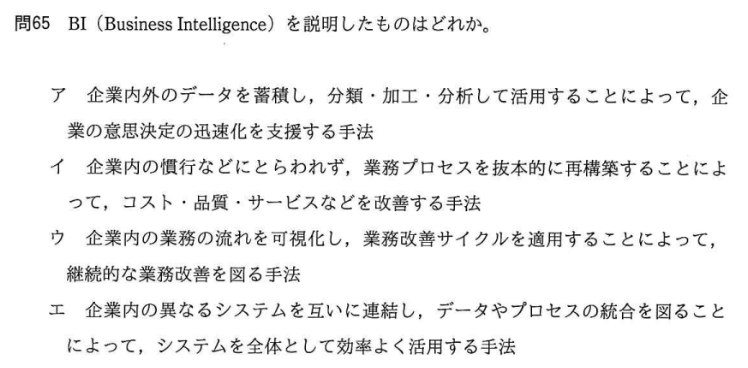 問65 BI（Business Intelligence）を説明したものはどれか。
ア 企業内外のデータを蓄積し，分類・加工・分析して活用することによって，企
業の意思決定の迅速化を支援する手法
イ 企業内の慣行などにとらわれず，業務プロセスを抜本的に再構築することによ
って，コスト・品質・サービスなどを改善する手法
ウ 企業内の業務の流れを可視化し，業務改善サイクルを適用することによって，
継続的な業務改善を図る手法
エ 企業内の異なるシステムを互いに連結し，データやプロセスの統合を図ること
によって，システムを全体として効率よく活用する手法